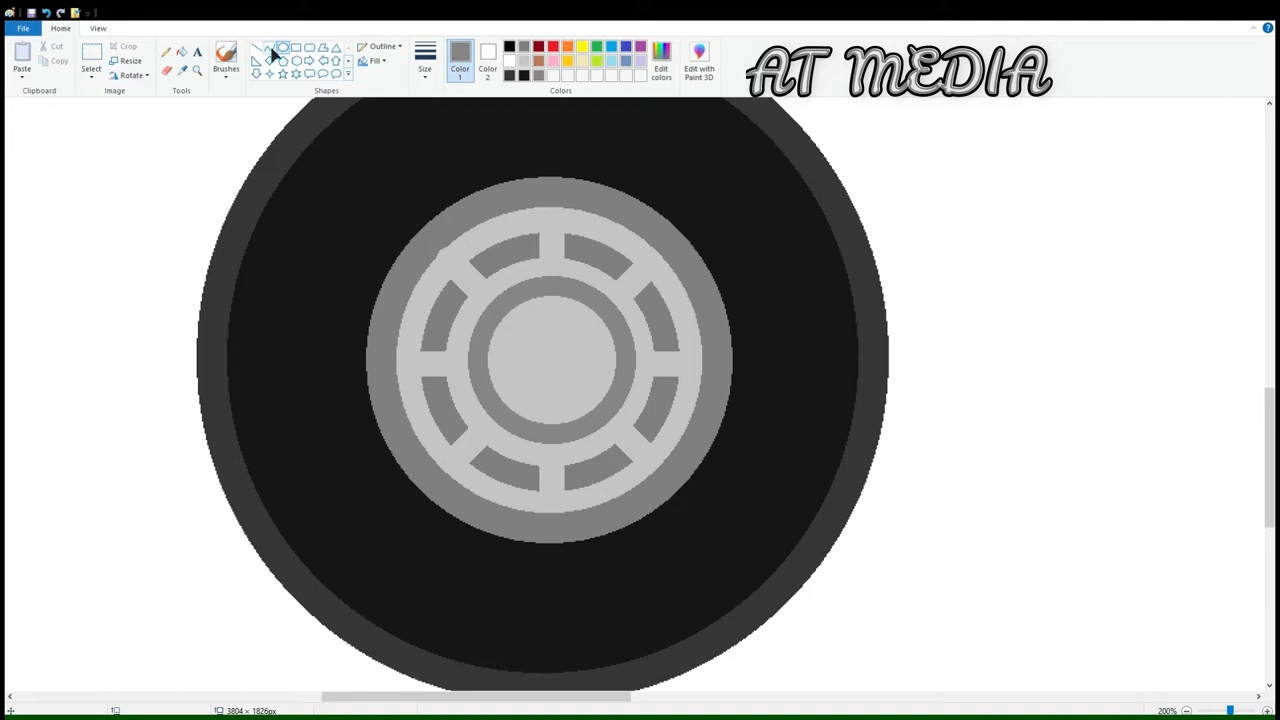 File
Home
View
Paste
Cut
Copy
Clipboard
Select
Crop
Resize
Rotate
Image
A
Tools
Brushes
Shapes
Outline
Fill
Size
Color 1
Color 2
Edit colors
Colors
Edit with Paint 3D
AT MEDIA
3804 × 1826px
200%